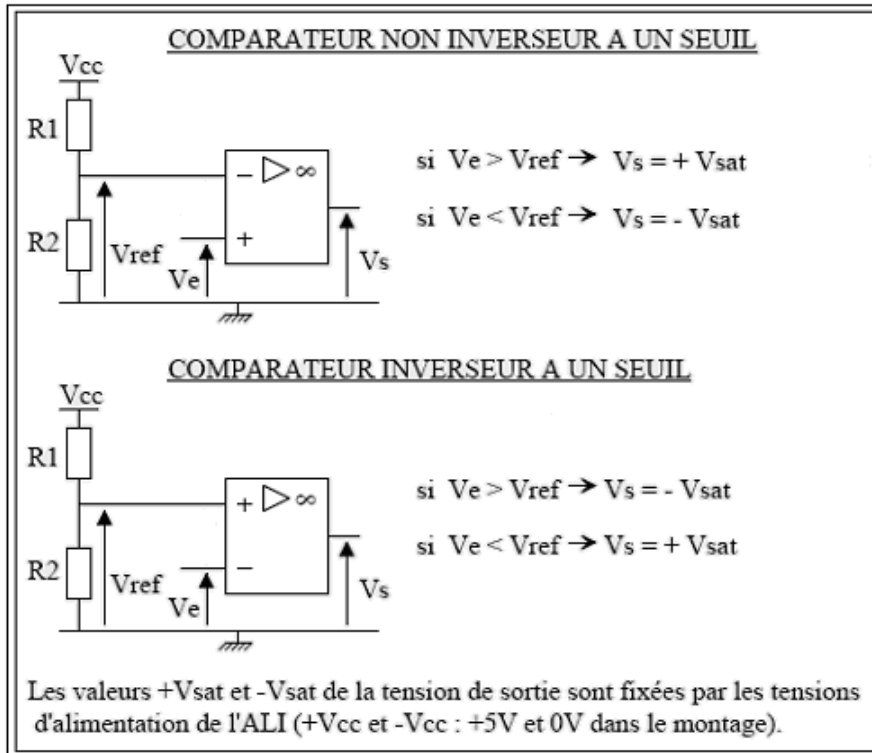 COMPARATEUR NON INVERSEUR A UN SEUIL
Vcc
R1
R2
Vref
Ve
Vs
− ▷ ∞
+
si Ve > Vref → Vs = + Vsat
si Ve < Vref → Vs = - Vsat
COMPARATEUR INVERSEUR A UN SEUIL
Vcc
R1
R2
Vref
Ve
Vs
+ ▷ ∞
−
si Ve > Vref → Vs = - Vsat
si Ve < Vref → Vs = + Vsat
Les valeurs +Vsat et -Vsat de la tension de sortie sont fixées par les tensions
d'alimentation de l'ALI (+Vcc et -Vcc : +5V et 0V dans le montage).